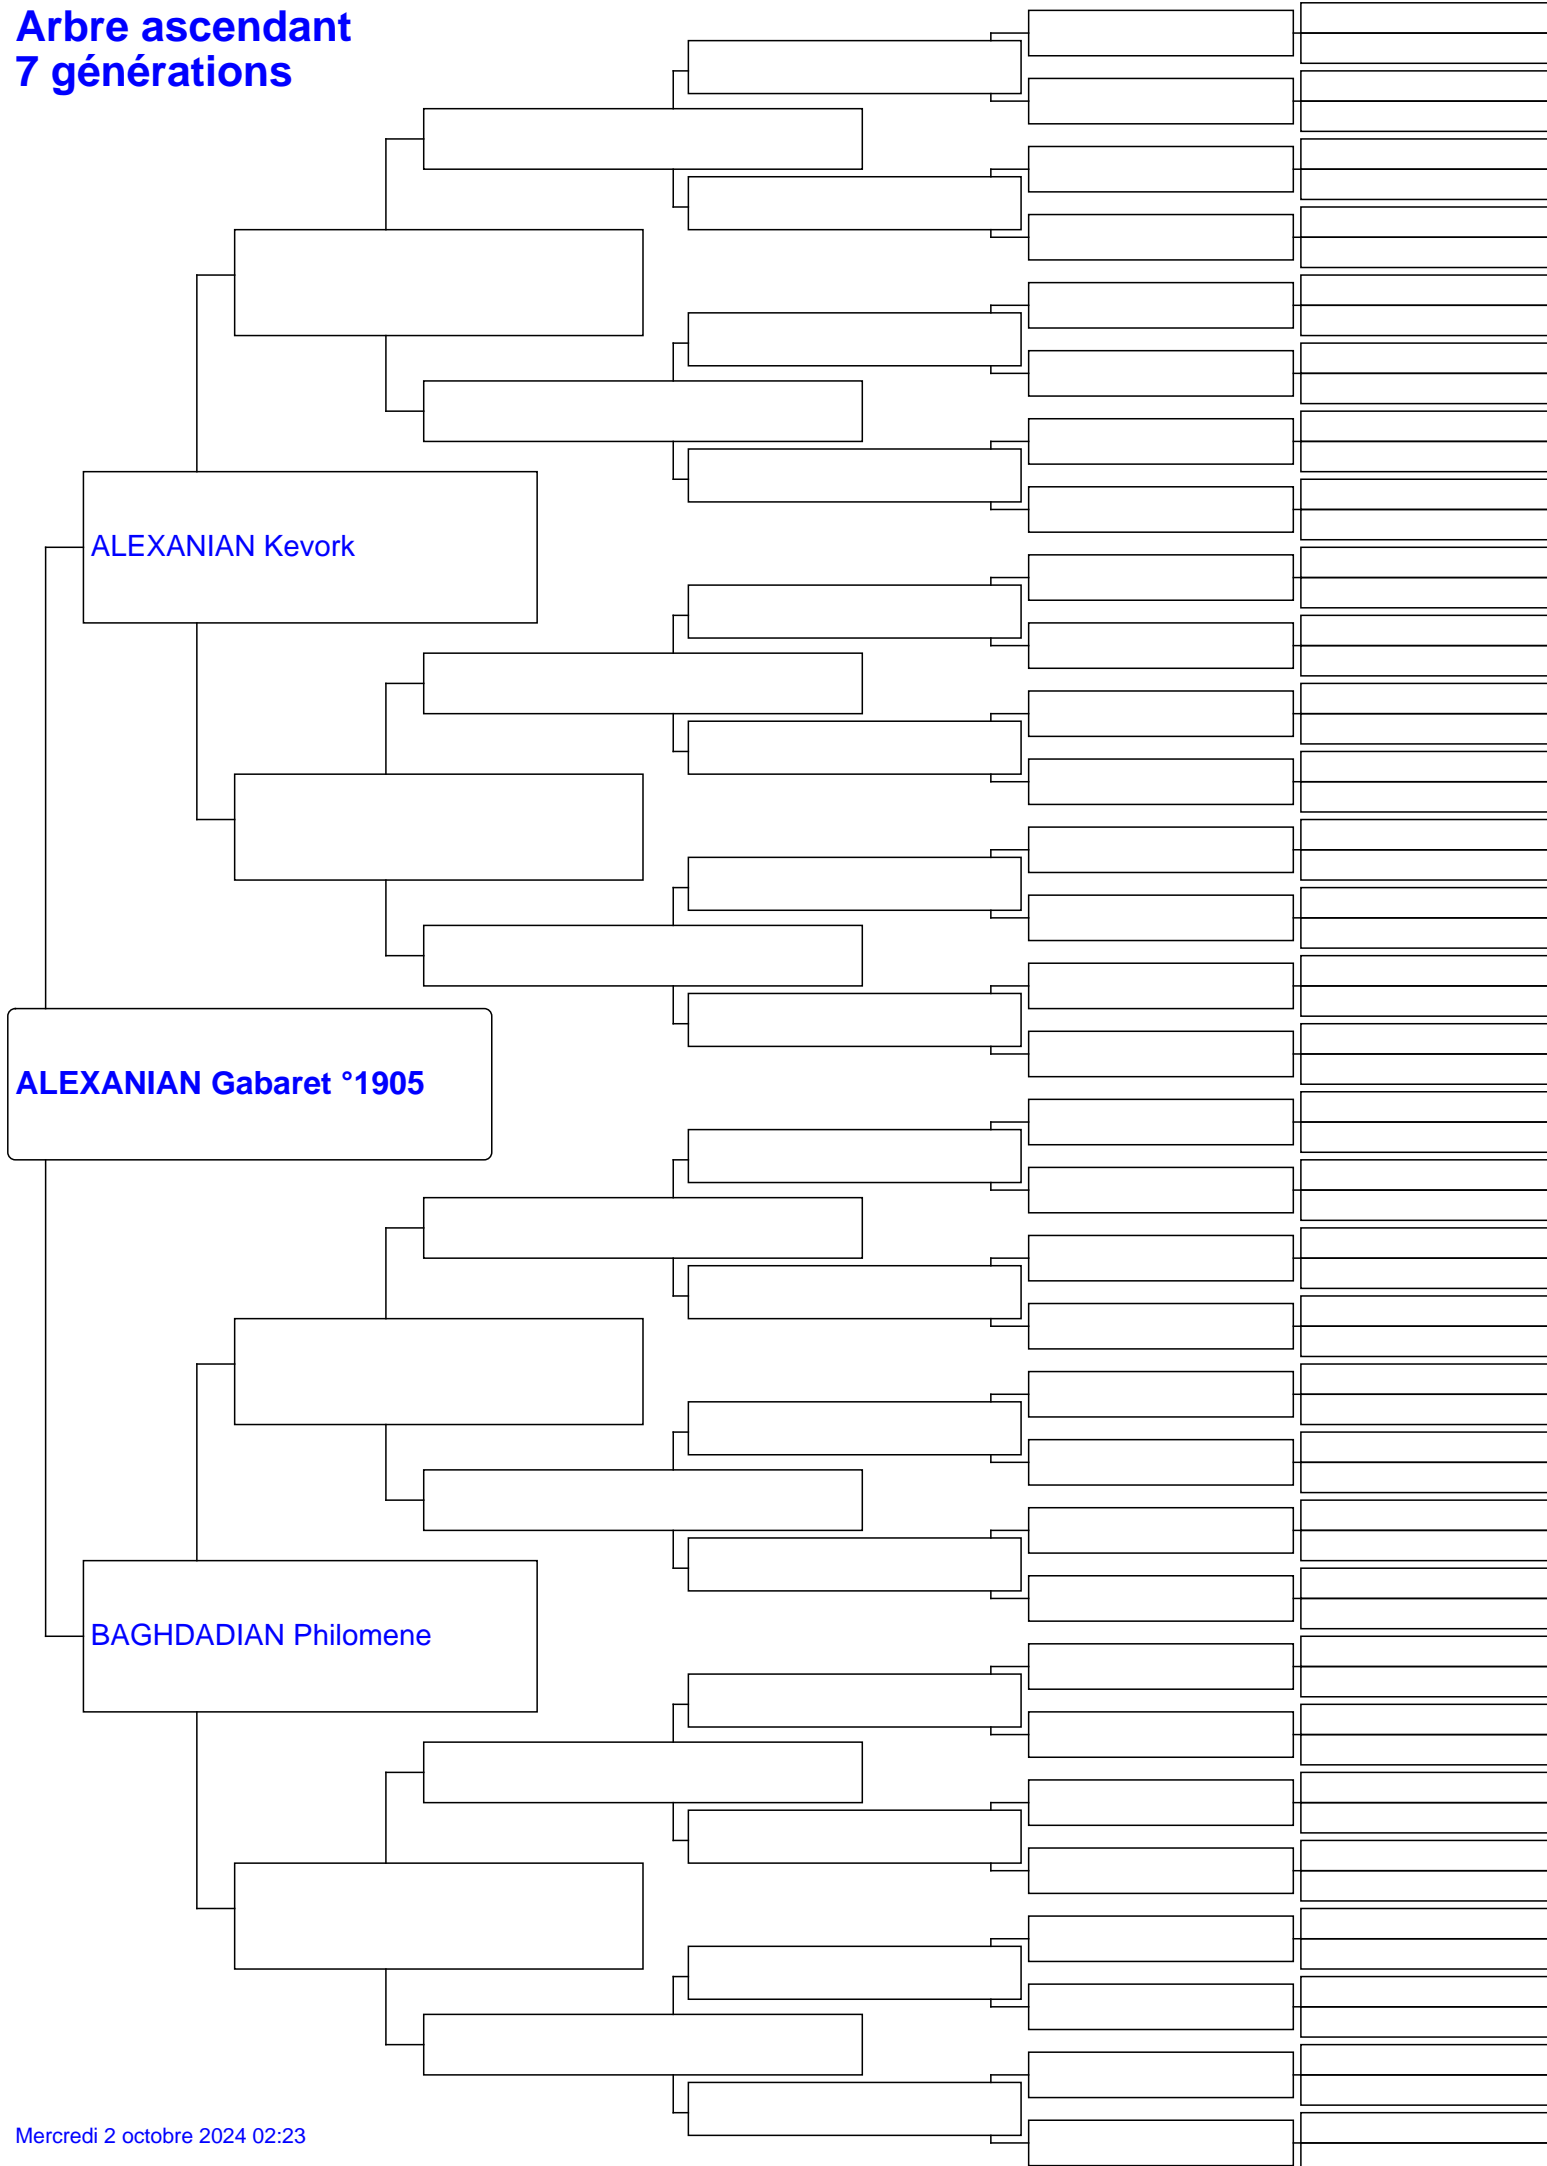 Arbre ascendant
7 générations
ALEXANIAN Kevork
ALEXANIAN Gabaret °1905
BAGHDADIAN Philomene
Mercredi 2 octobre 2024 02:23